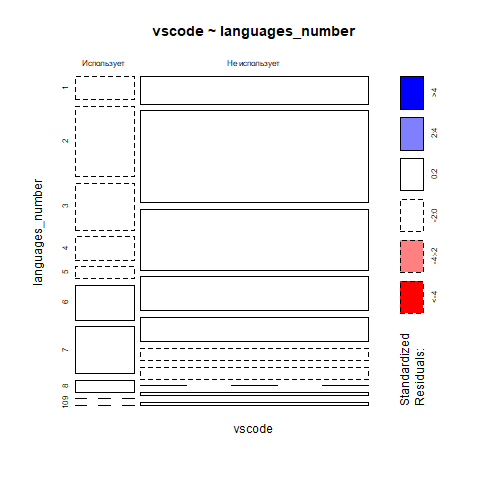 vscode ~ languages_number
Использует
Не использует
1
2
3
4
5
6
7
8
9
10
languages_number
vscode
>4
2:4
0:2
-2:0
-4:-2
<-4
Standardized
Residuals: